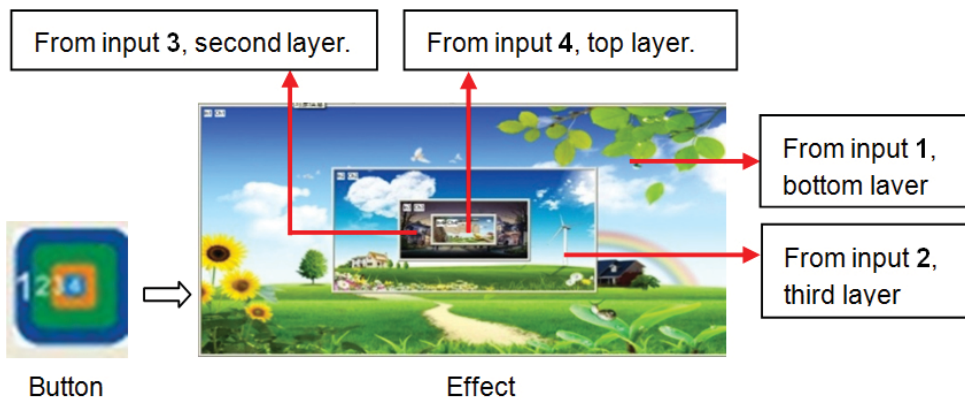 From input 3, second layer.
From input 4, top layer.
From input 1,
bottom laver
From input 2,
third layer
1234
Button
Effect